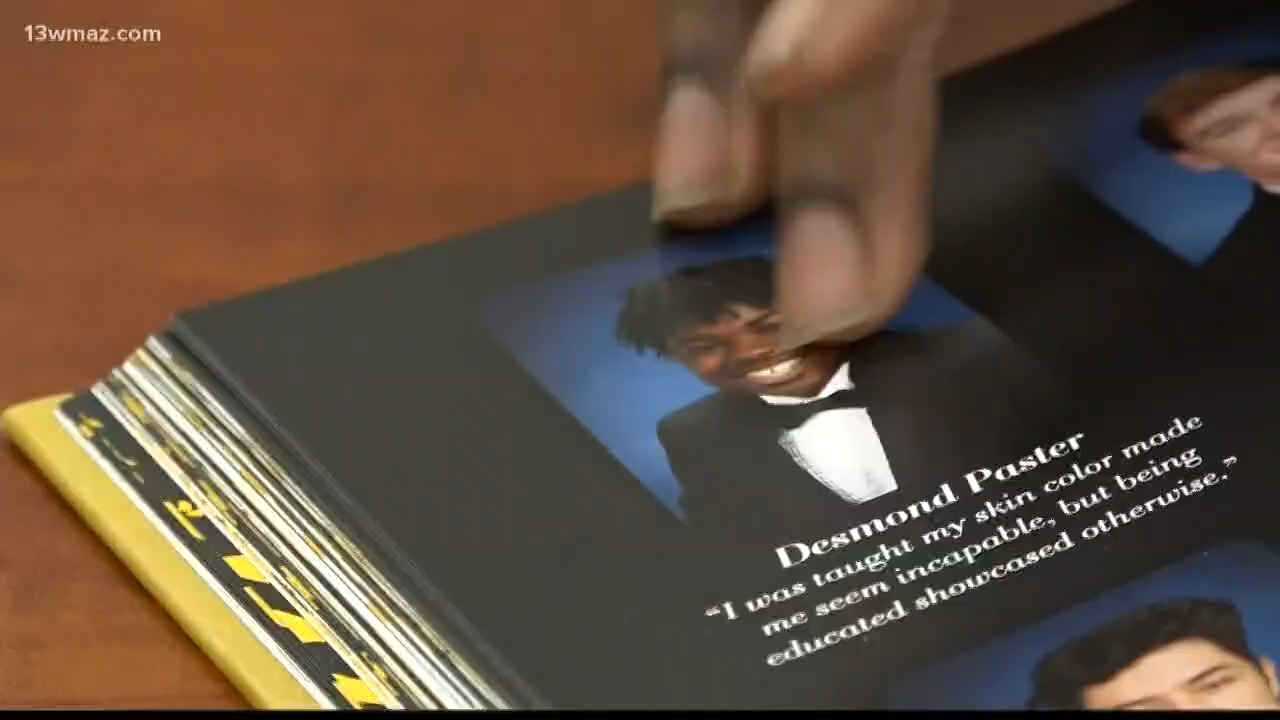 13wmaz.com
Desmond Paster
“I was taught my skin color made
me seem incapable, but being
educated showcased otherwise.”